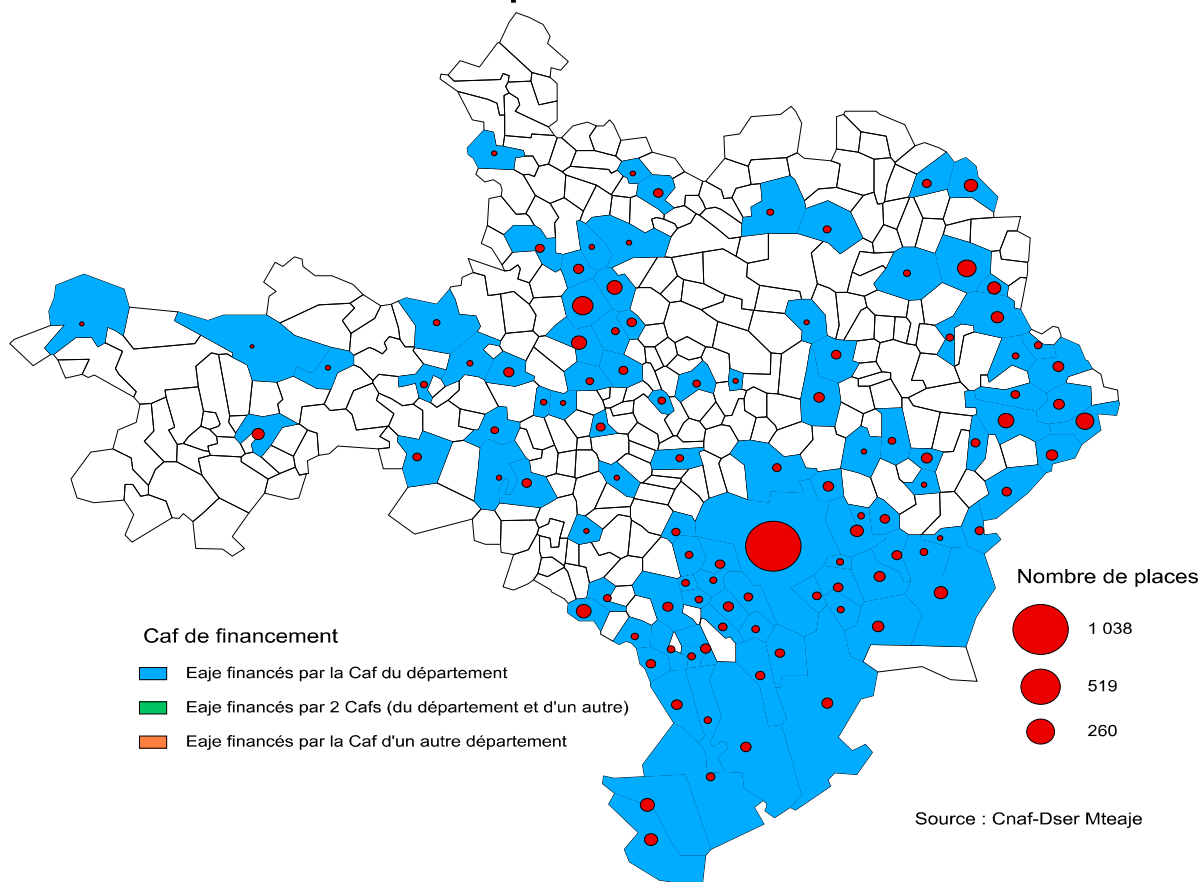 Caf de financement
Eaje financés par la Caf du département
Eaje financés par 2 Cafs (du département et d'un autre)
Eaje financés par la Caf d'un autre département
Nombre de places
1 038
519
260
Source : Cnaf-Dser Mteaje